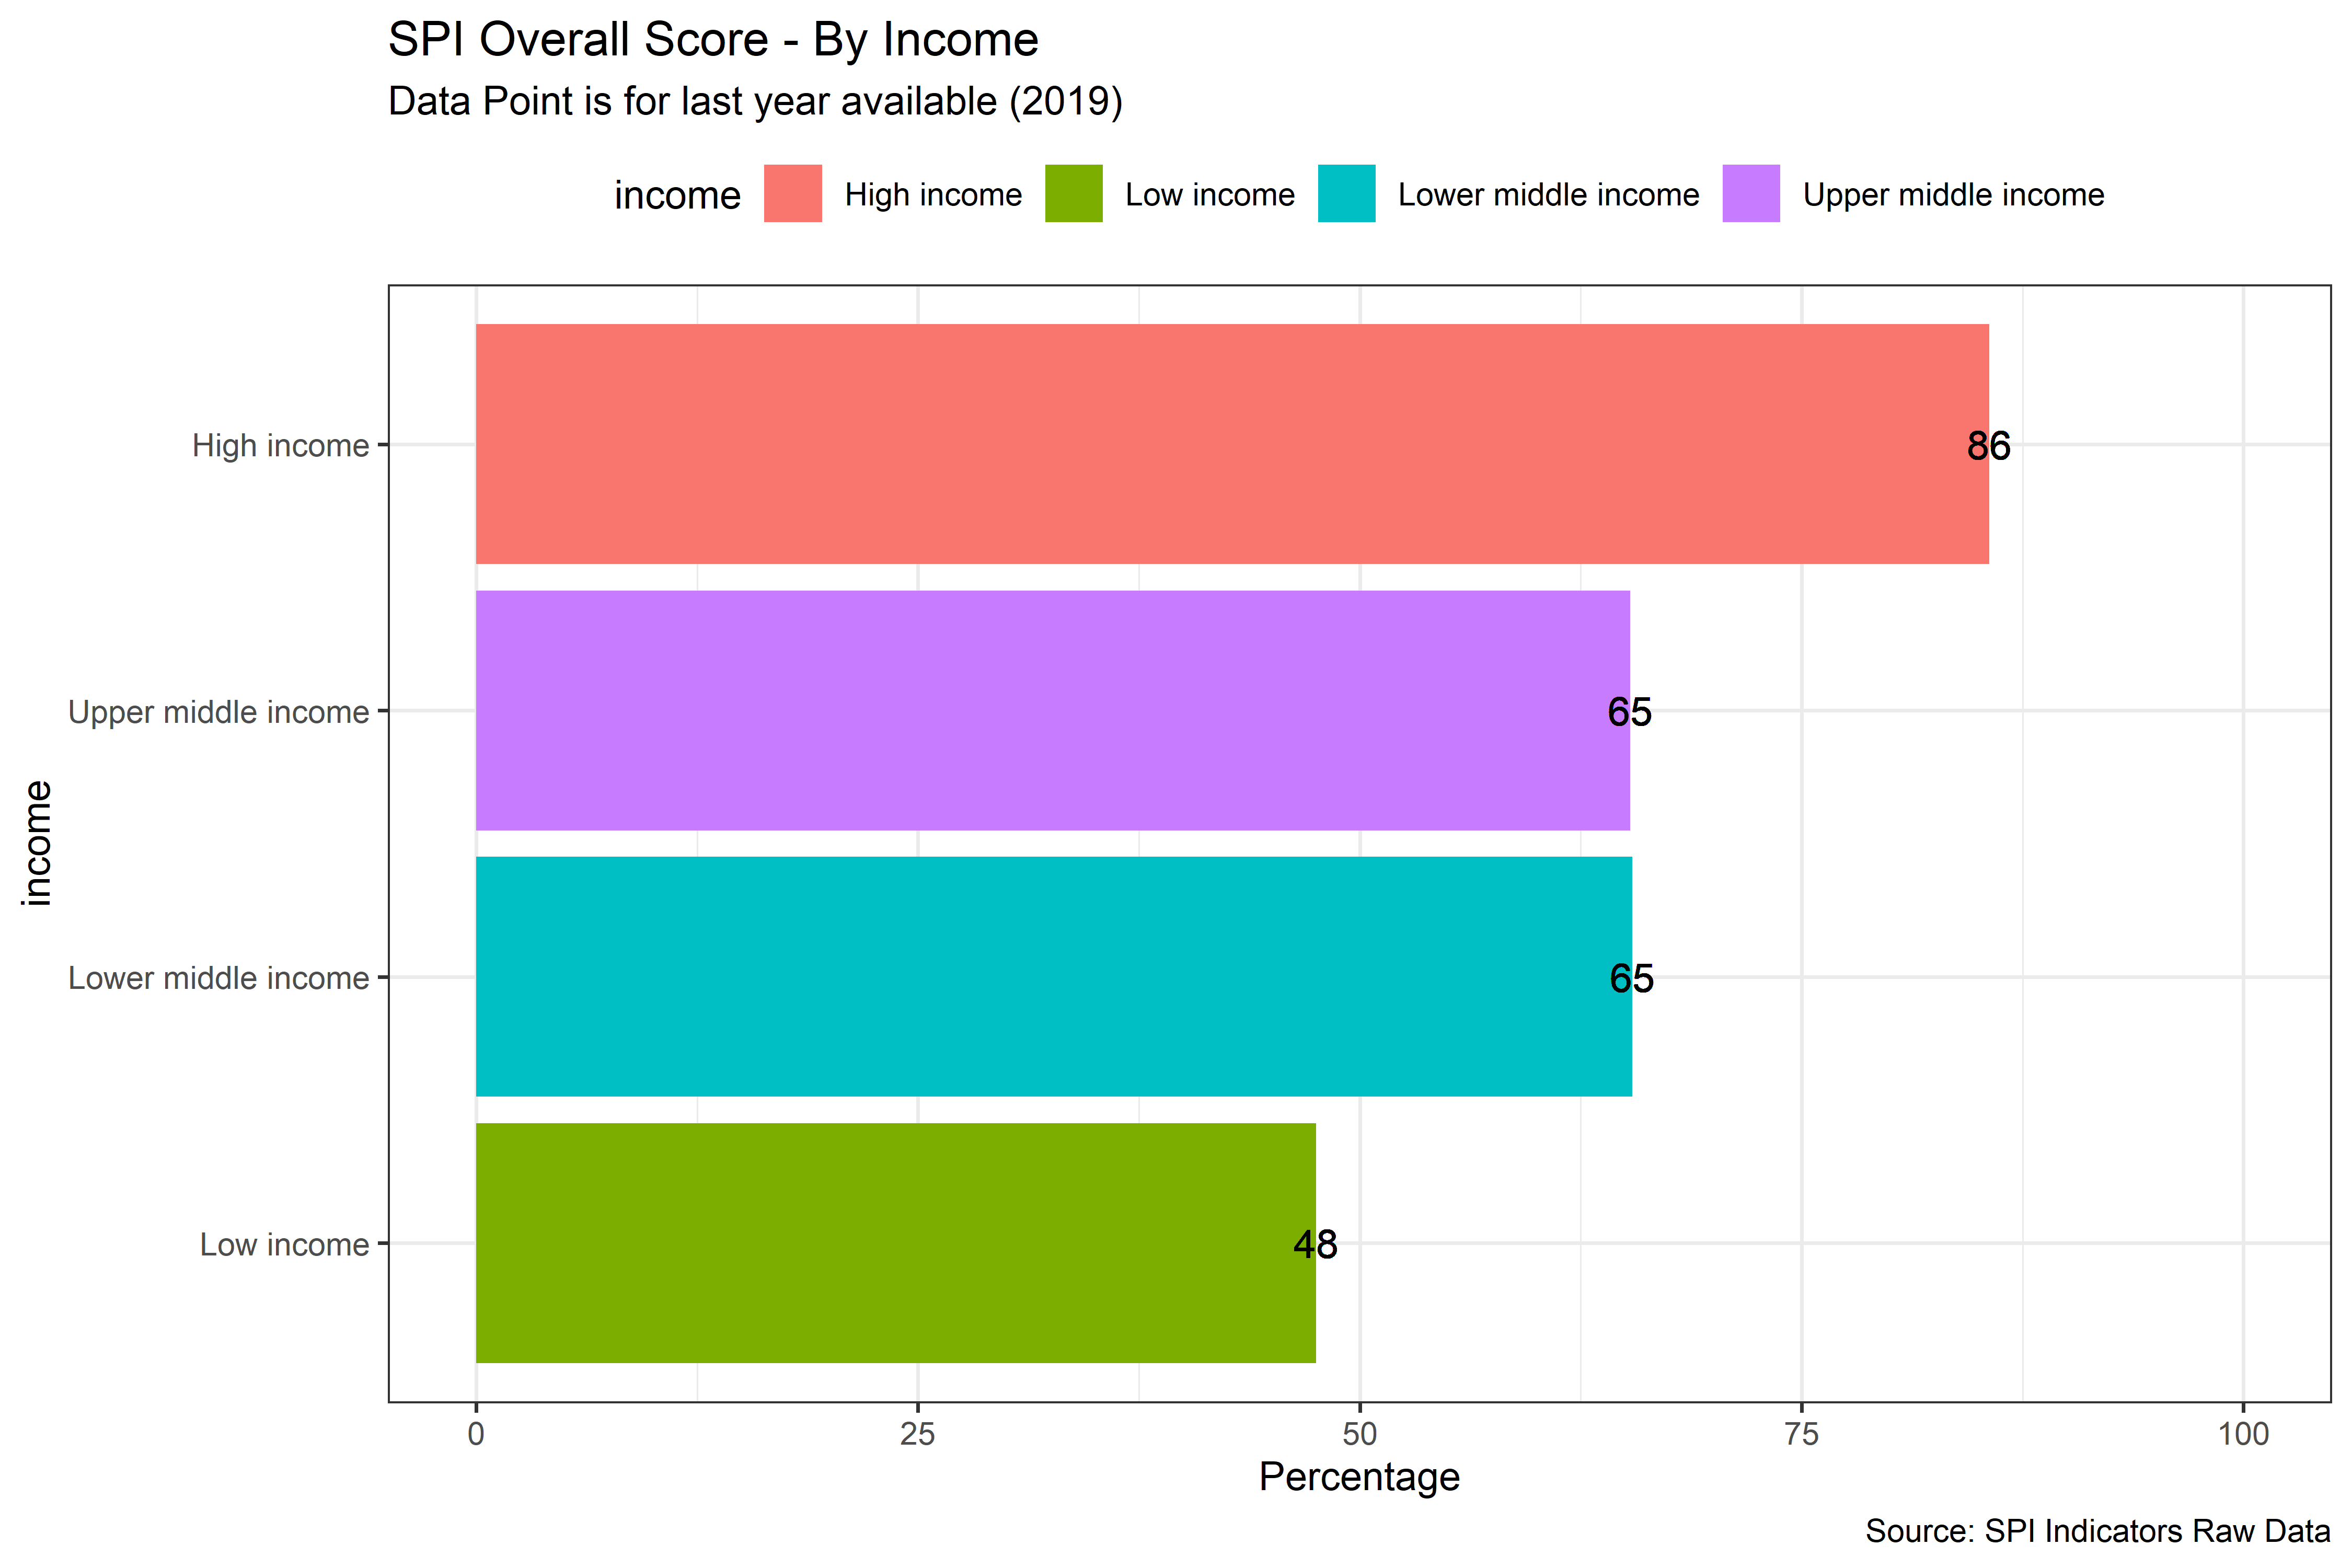 SPI Overall Score - By Income
Data Point is for last year available (2019)
income High income Low income Lower middle income Upper middle income
High income 86
Upper middle income 65
income
Lower middle income 65
Low income 48
0 25 50 75 100
Percentage
Source: SPI Indicators Raw Data